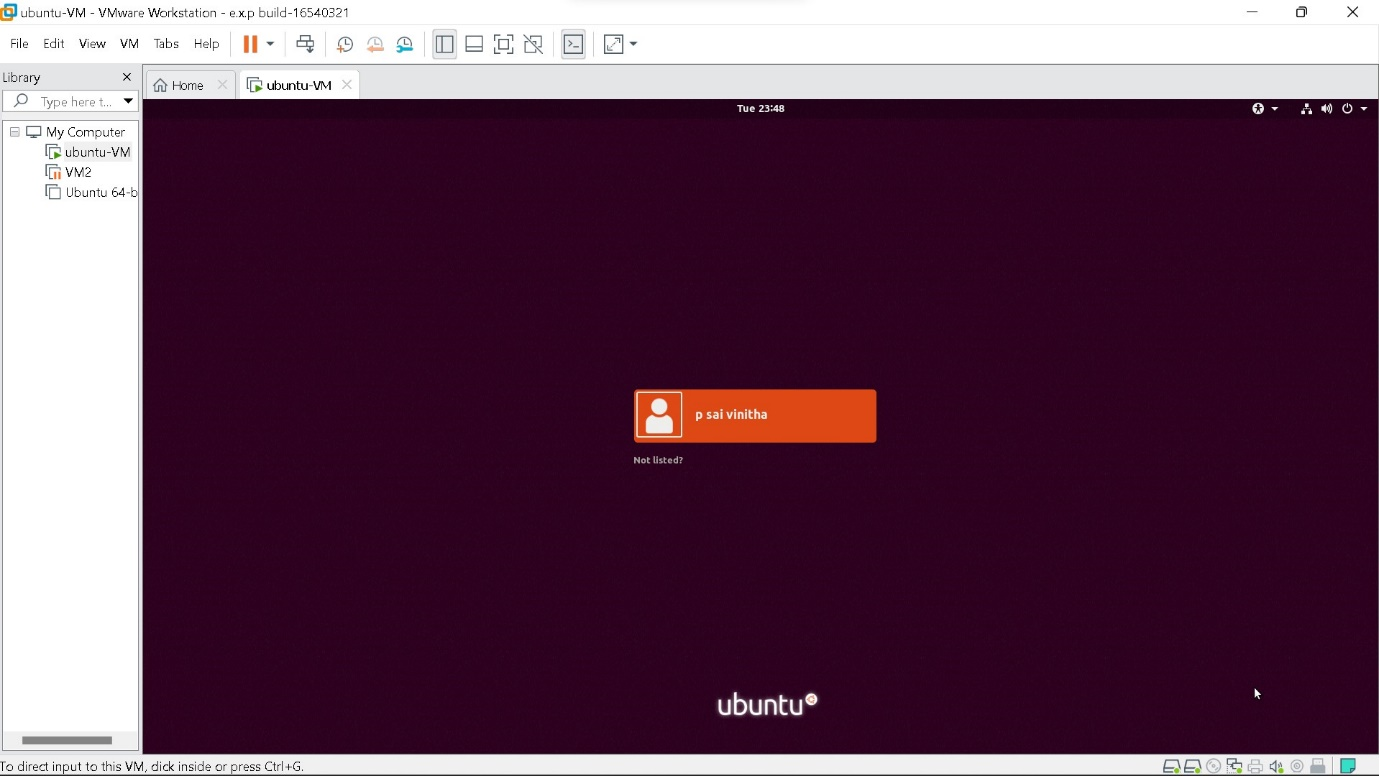 ubuntu-VM - VMware Workstation - e.x.p build-16540321
File Edit View VM Tabs Help
Library
Type here t...
Home
ubuntu-VM
Tue 23:48
My Computer
ubuntu-VM
VM2
Ubuntu 64-b
p sai vinitha
Not listed?
ubuntu
To direct input to this VM, click inside or press Ctrl+G.